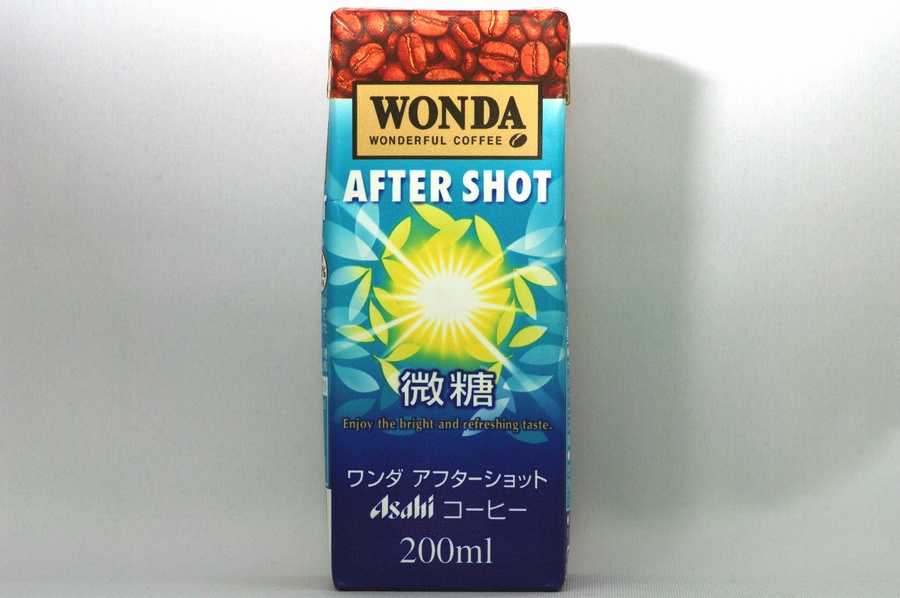 WONDA
WONDERFUL COFFEE
AFTER SHOT
微糖
Enjoy the bright and refreshing taste.
ワンダ アフターショット
Asahi コーヒー
200ml